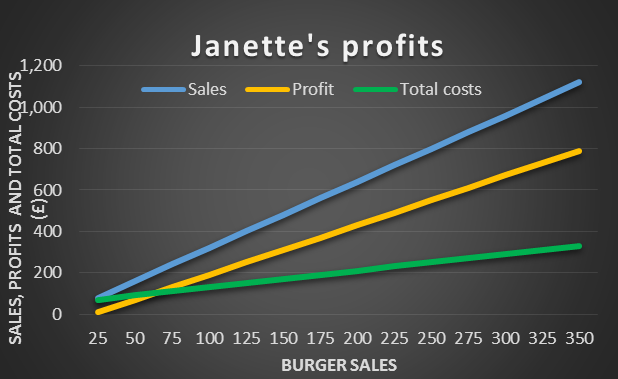 Janette's profits
Sales Profit Total costs
SALES, PROFITS AND TOTAL COSTS
(£)
1,200
1,000
800
600
400
200
0
25 50 75 100 125 150 175 200 225 250 275 300 325 350
BURGER SALES